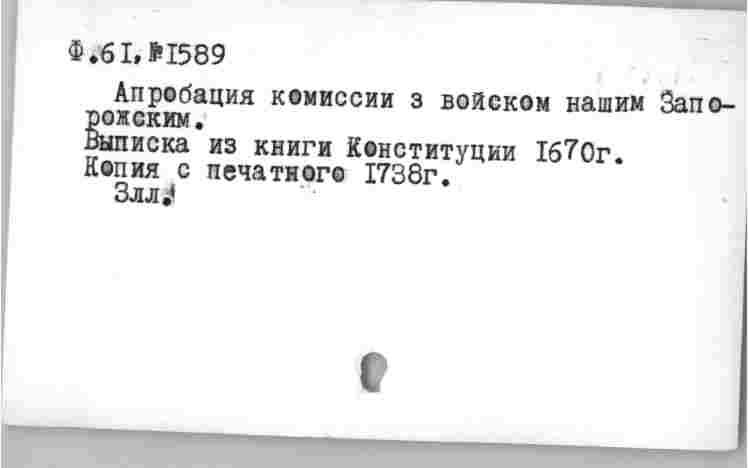 Ф.61,№1589
Апробация комиссии з войском нашим Запо-
рожским.
Выписка из книги Конституции 1670г.
Копия с печатного 1738г.
3лл.